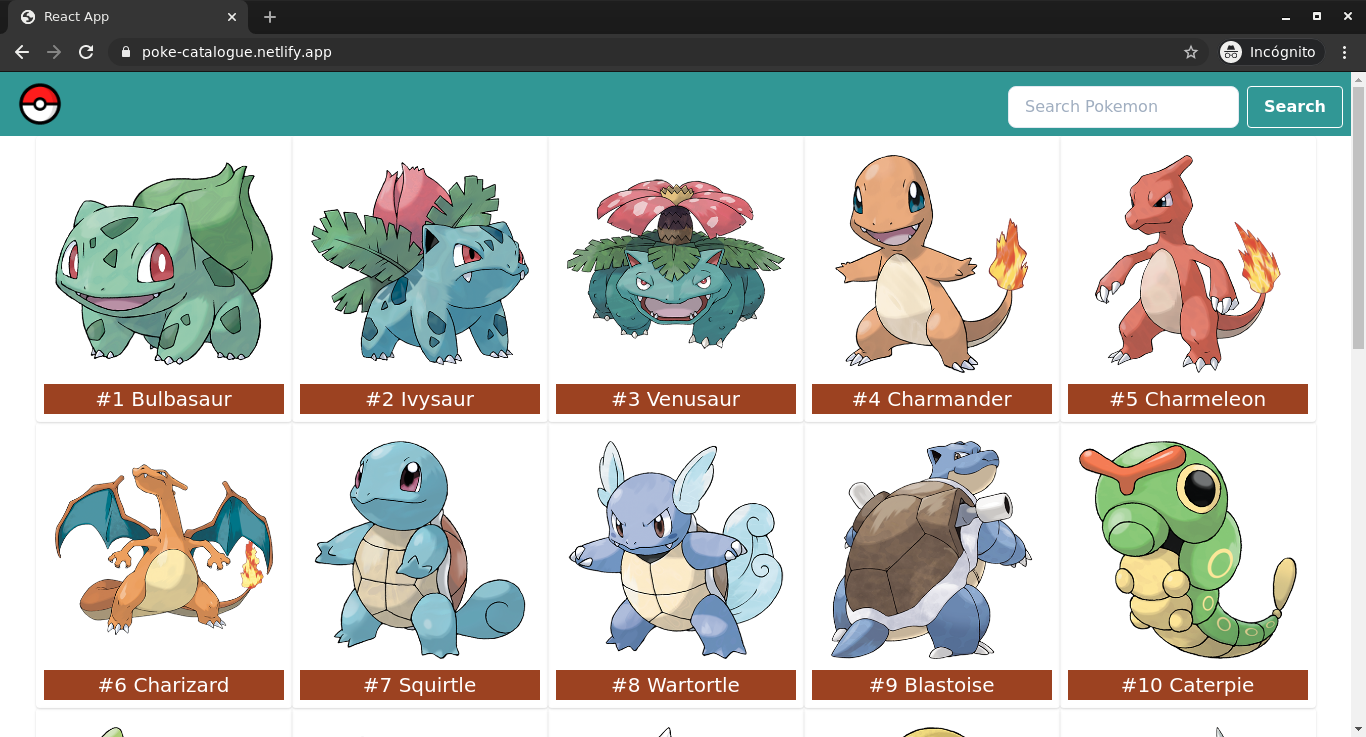 React App
poke-catalogue.netlify.app
Incógnito
Search Pokemon
Search
#1 Bulbasaur
#2 Ivysaur
#3 Venusaur
#4 Charmander
#5 Charmeleon
#6 Charizard
#7 Squirtle
#8 Wartortle
#9 Blastoise
#10 Caterpie